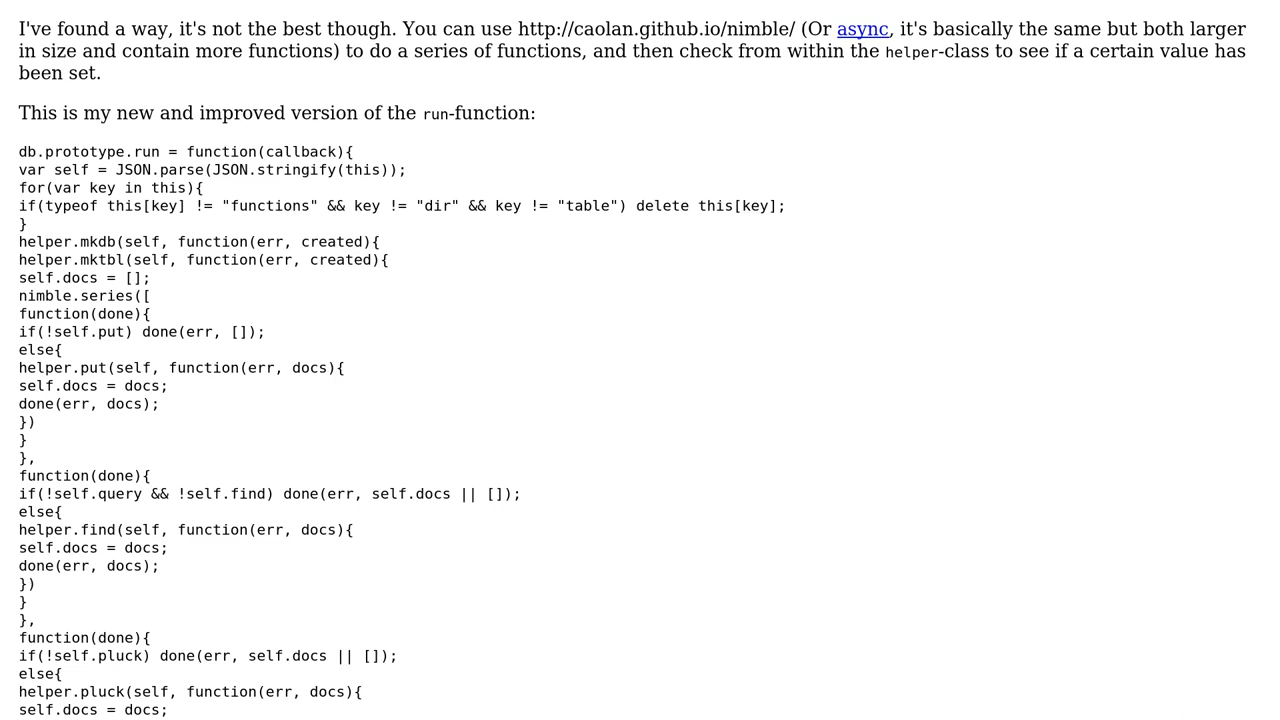 I've found a way, it's not the best though. You can use http://caolan.github.io/nimble/ (Or async, it's basically the same but both larger
in size and contain more functions) to do a series of functions, and then check from within the helper-class to see if a certain value has
been set.
This is my new and improved version of the run-function:
db.prototype.run = function(callback){
var self = JSON.parse(JSON.stringify(this));
for(var key in this){
if(typeof this[key] != "functions" && key != "dir" && key != "table") delete this[key];
}
helper.mkdb(self, function(err, created){
helper.mktbl(self, function(err, created){
self.docs = [];
nimble.series([
function(done){
if(!self.put) done(err, []);
else{
helper.put(self, function(err, docs){
self.docs = docs;
done(err, docs);
})
}
},
function(done){
if(!self.query && !self.find) done(err, self.docs || []);
else{
helper.find(self, function(err, docs){
self.docs = docs;
done(err, docs);
})
}
},
function(done){
if(!self.pluck) done(err, self.docs || []);
else{
helper.pluck(self, function(err, docs){
self.docs = docs;